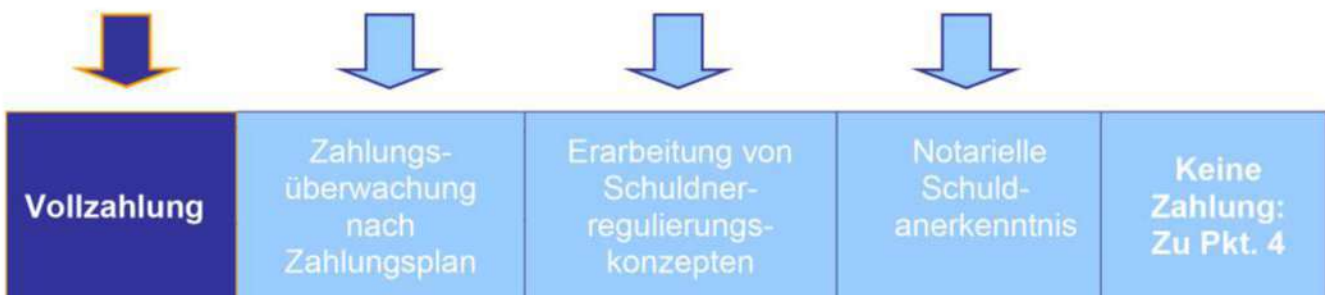 Vollzahlung
Zahlungs-
überwachung
nach
Zahlungsplan
Erarbeitung von
Schuldner-
regulierungs-
konzepten
Notarielle
Schuld-
anerkenntnis
Keine
Zahlung:
Zu Pkt. 4